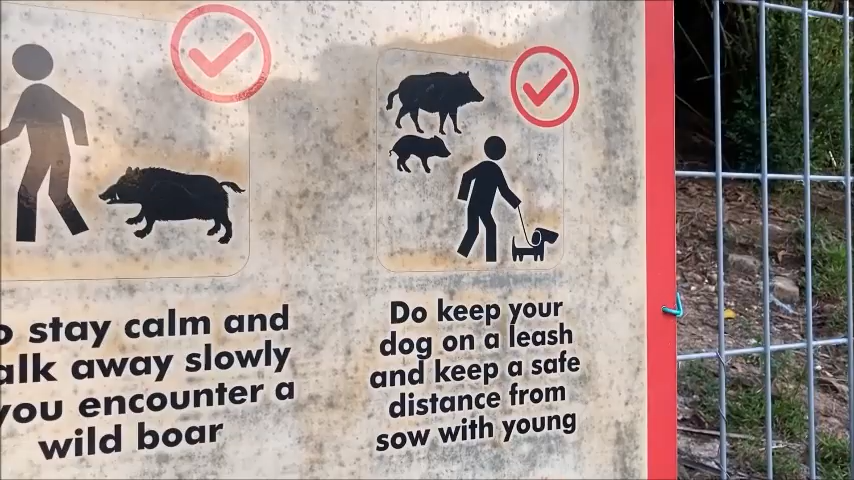 stay calm and
away slowly
you encounter a
wild boar
Do keep your
dog on a leash
and keep a safe
distance from
sow with young